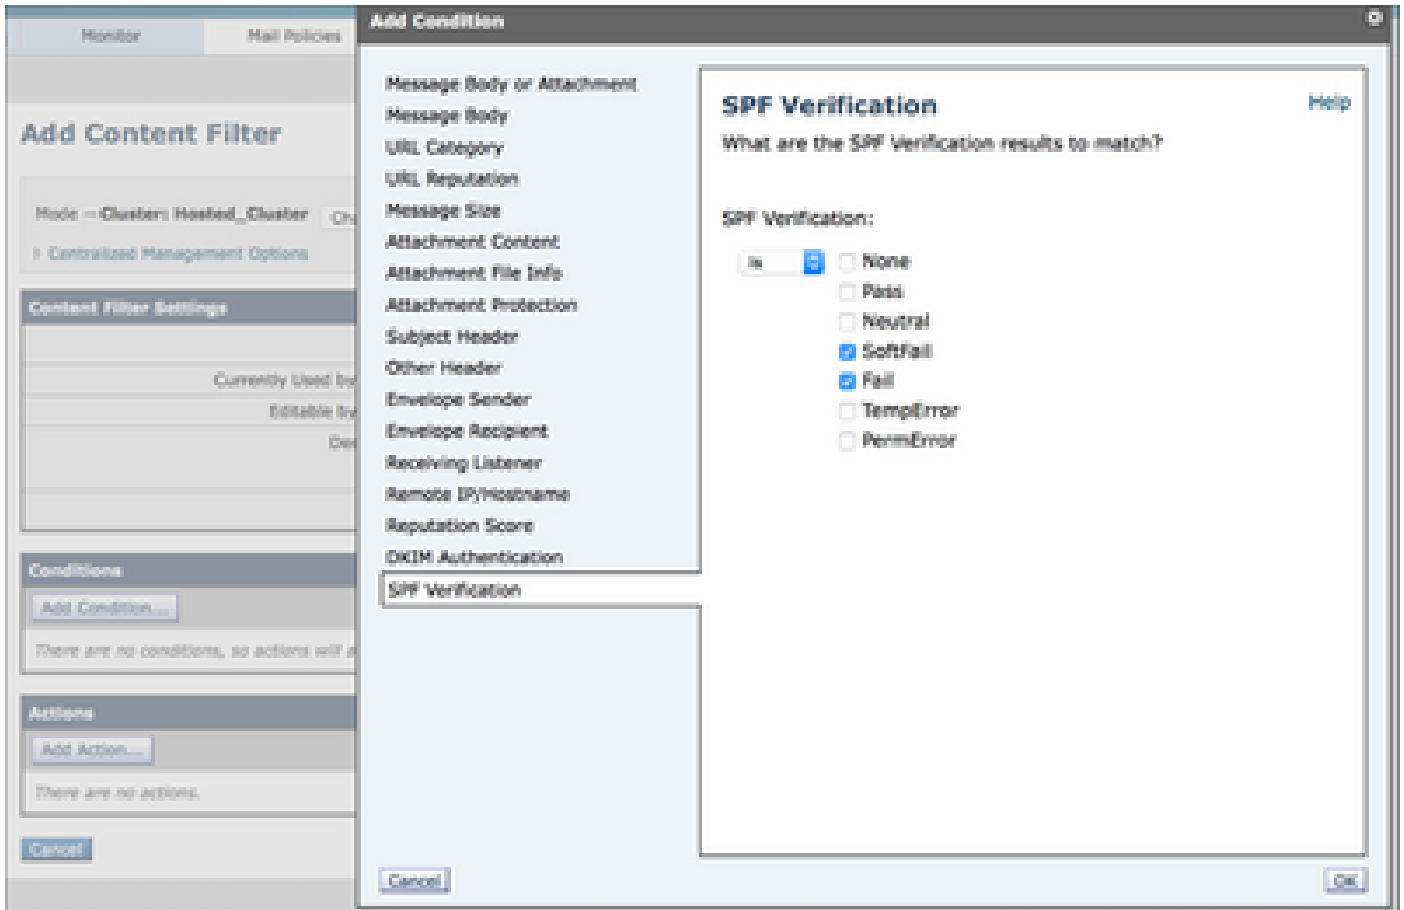 Monitor
Mail Policies
Add Content Filter
Mode — Cluster: Hosted_Cluster
Centralized Management Options
Content Filter Settings
Currently Used by
Editable by
Conditions
Add Condition...
There are no conditions, so actions will
Actions
Add Action...
There are no actions.
Cancel
Add Condition
Message Body or Attachment
Message Body
URL Category
URL Reputation
Message Size
Attachment Content
Attachment File Info
Attachment Protection
Subject Header
Other Header
Envelope Sender
Envelope Recipient
Receiving Listener
Remote IP/Hostname
Reputation Score
DKIM Authentication
SPF Verification
SPF Verification
Help
What are the SPF Verification results to match?
SPF Verification:
Is
None
Pass
Neutral
SoftFail
Fail
TempError
PermError
Cancel
OK